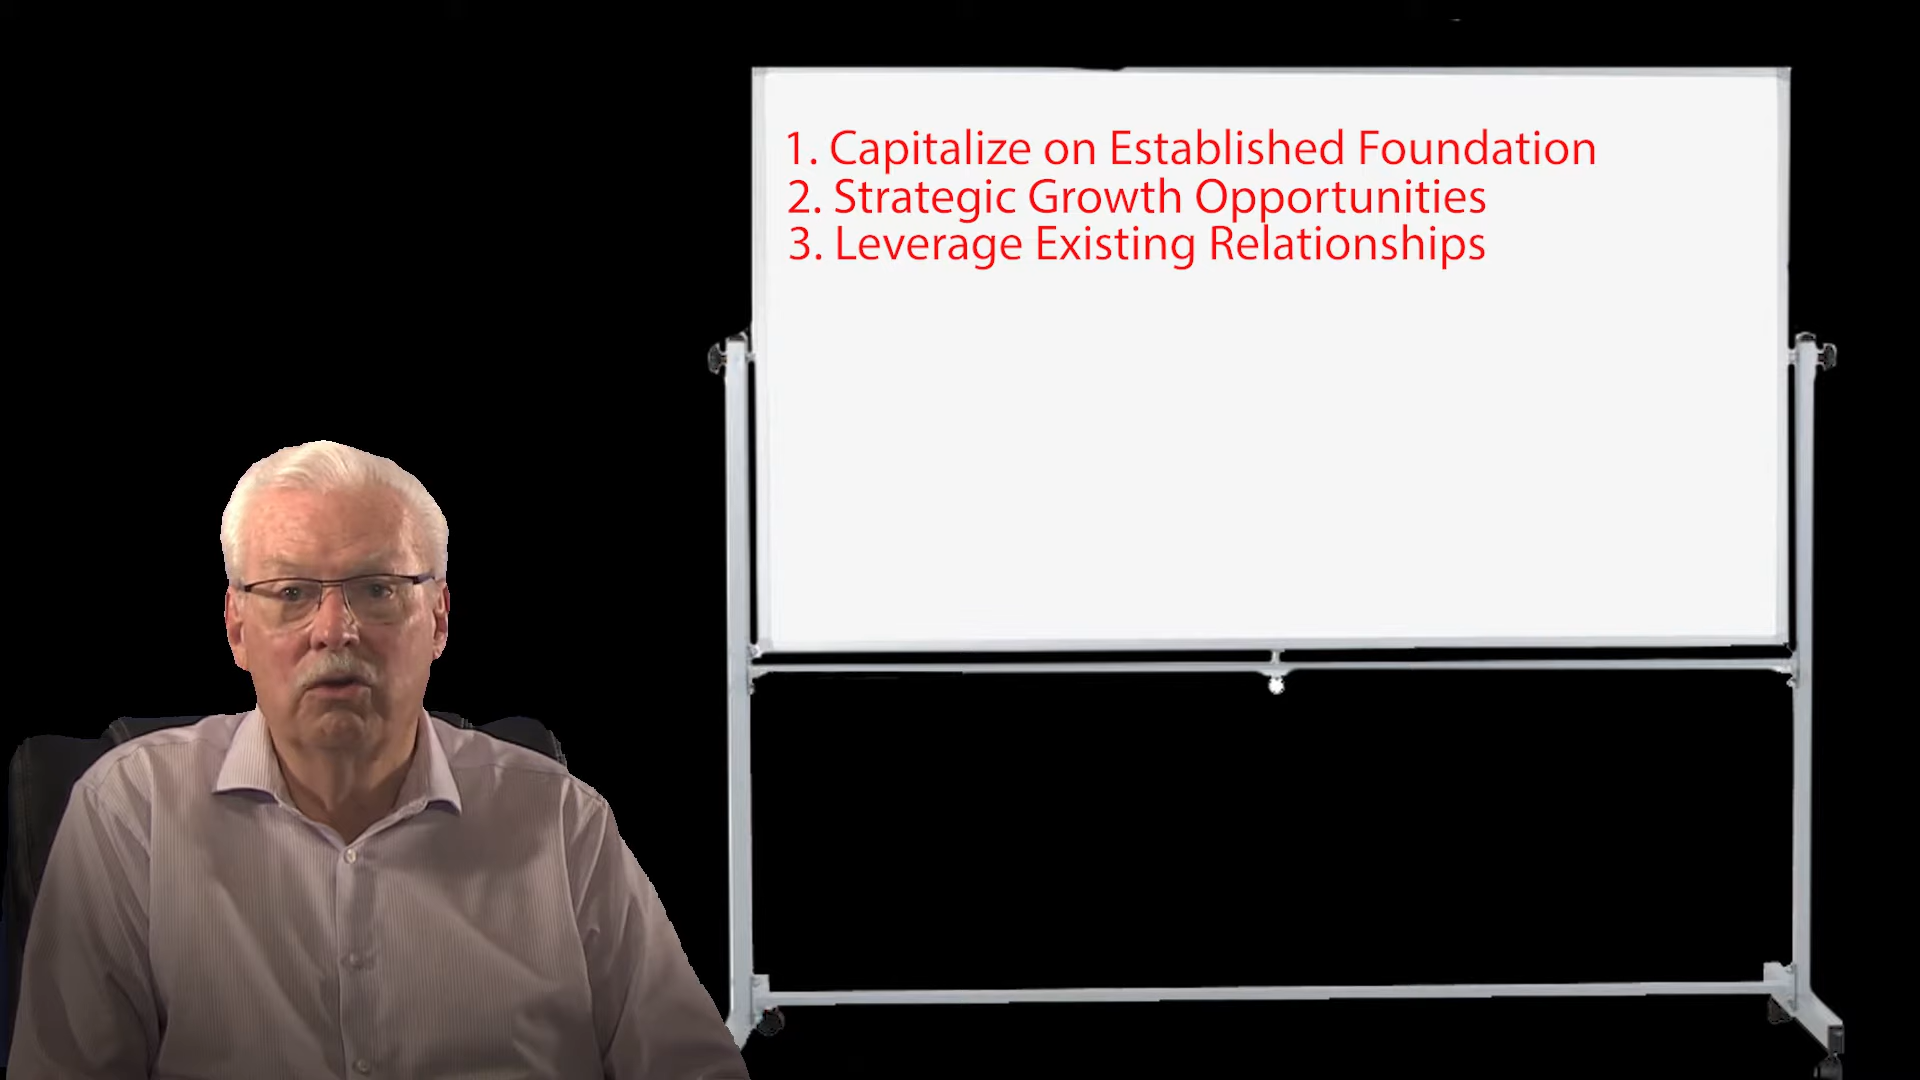 1. Capitalize on Established Foundation
2. Strategic Growth Opportunities
3. Leverage Existing Relationships